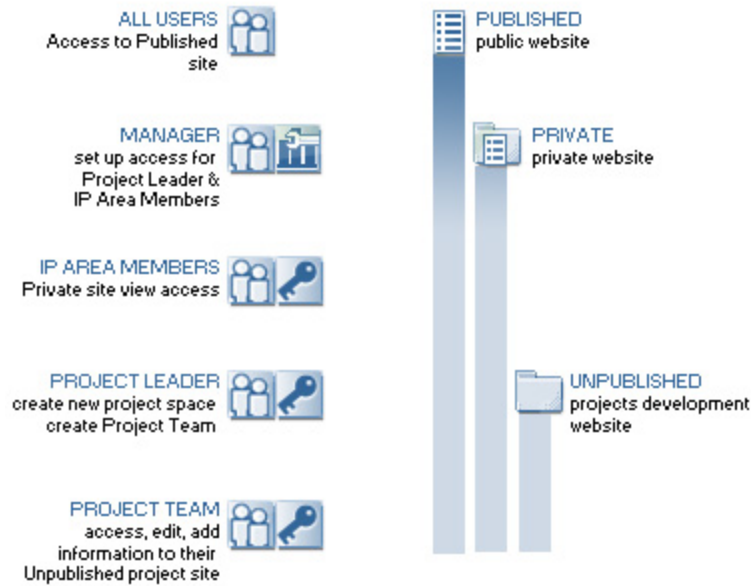 ALL USERS
Access to Published
site
PUBLISHED
public website
MANAGER
set up access for
Project Leader &
IP Area Members
PRIVATE
private website
IP AREA MEMBERS
Private site view access
PROJECT LEADER
create new project space
create Project Team
UNPUBLISHED
projects development
website
PROJECT TEAM
access, edit, add
information to their
Unpublished project site